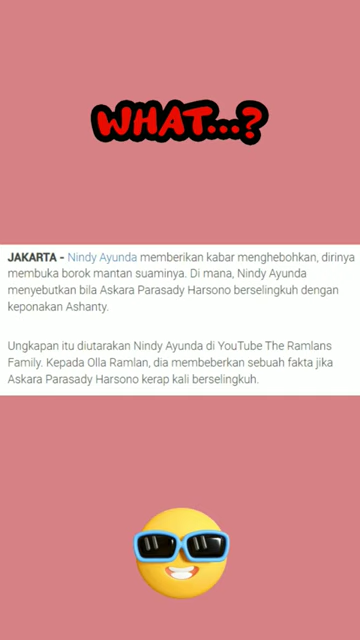 WHAT...?
JAKARTA - Nindy Ayunda memberikan kabar menghebohkan, dirinya
membuka borok mantan suaminya. Di mana, Nindy Ayunda
menyebutkan bila Askara Parasady Harsono berselingkuh dengan
keponakan Ashanty.
Ungkapan itu diutarakan Nindy Ayunda di YouTube The Ramlans
Family. Kepada Olla Ramlan, dia membeberkan sebuah fakta jika
Askara Parasady Harsono kerap kali berselingkuh.